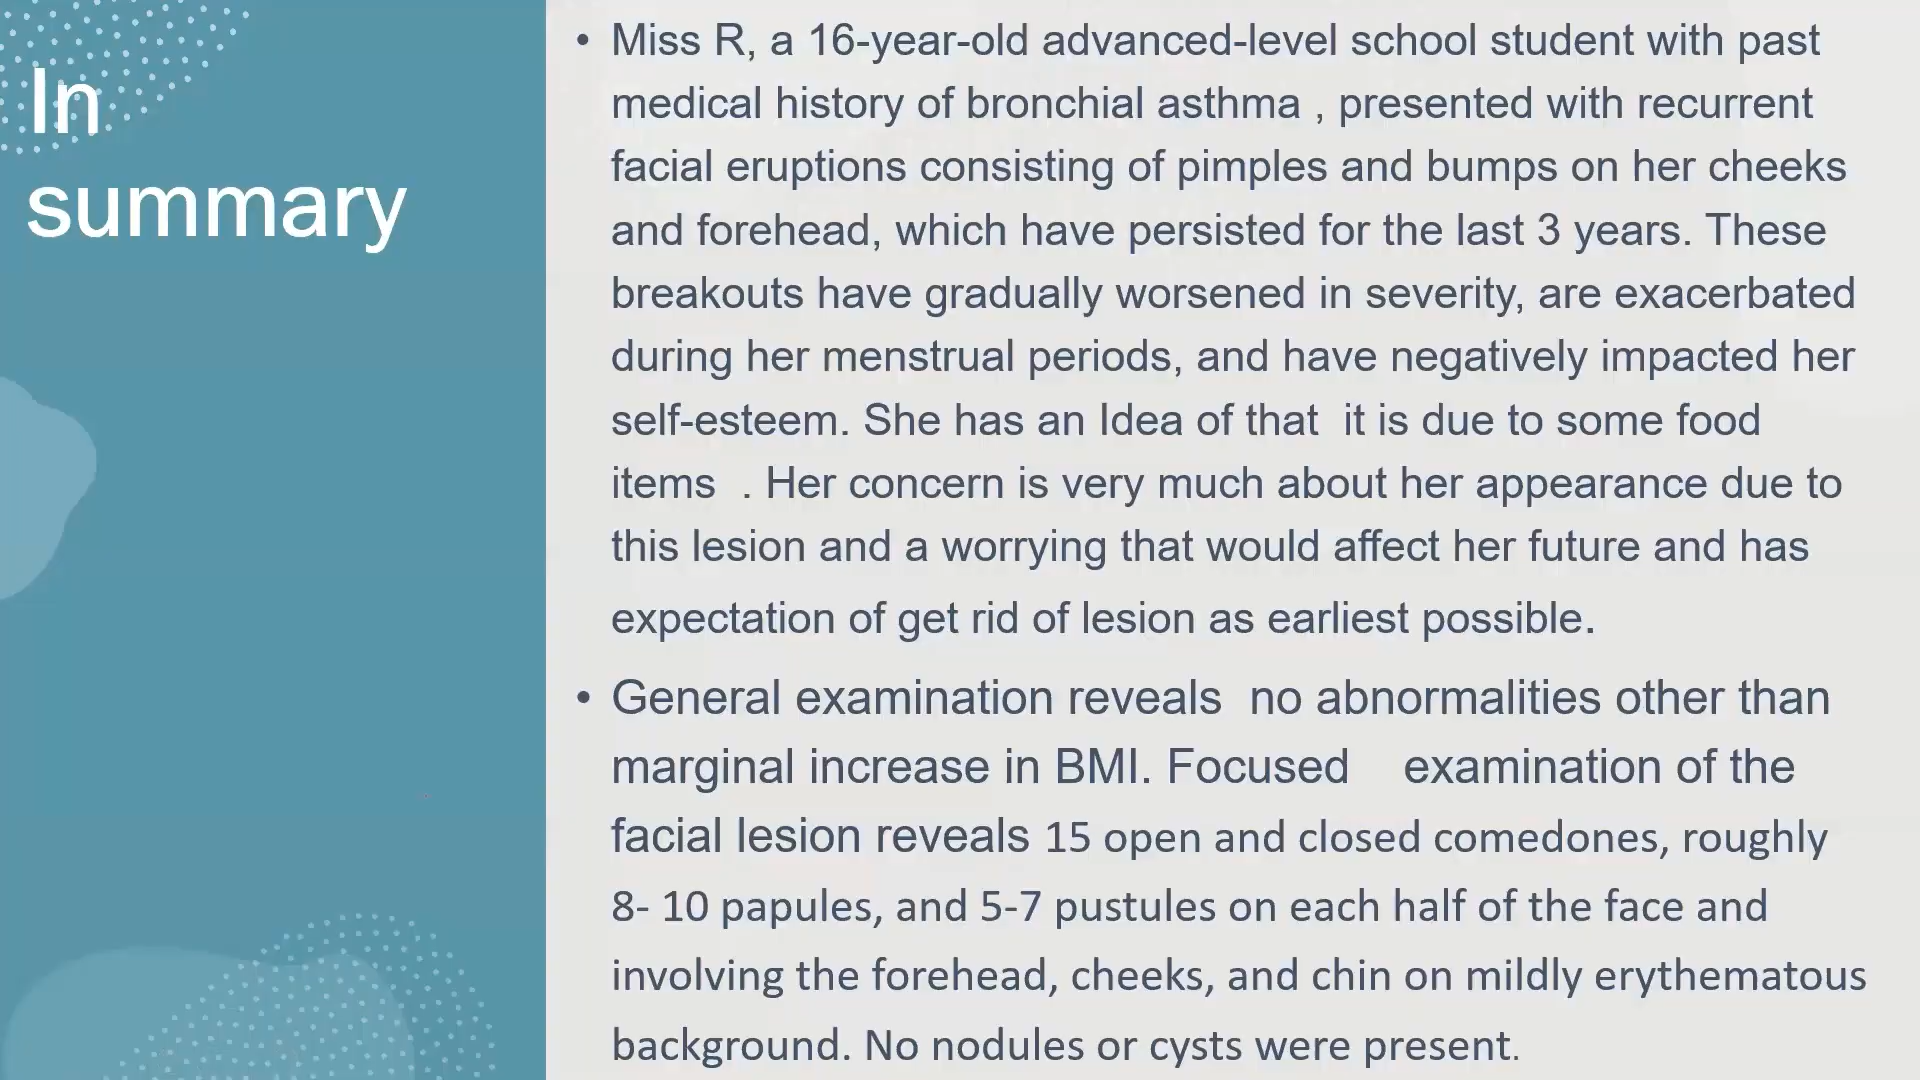 In
summary
• Miss R, a 16-year-old advanced-level school student with past
medical history of bronchial asthma , presented with recurrent
facial eruptions consisting of pimples and bumps on her cheeks
and forehead, which have persisted for the last 3 years. These
breakouts have gradually worsened in severity, are exacerbated
during her menstrual periods, and have negatively impacted her
self-esteem. She has an Idea of that  it is due to some food
items  . Her concern is very much about her appearance due to
this lesion and a worrying that would affect her future and has
expectation of get rid of lesion as earliest possible.
• General examination reveals  no abnormalities other than
marginal increase in BMI. Focused    examination of the
facial lesion reveals 15 open and closed comedones, roughly
8- 10 papules, and 5-7 pustules on each half of the face and
involving the forehead, cheeks, and chin on mildly erythematous
background. No nodules or cysts were present.